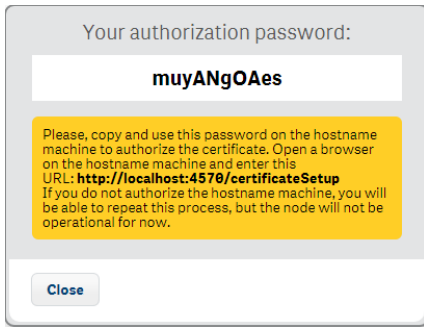 Your authorization password:
muyANgOAes
Please, copy and use this password on the hostname
machine to authorize the certificate. Open a browser
on the hostname machine and enter this
URL: http://localhost:4570/certificateSetup
If you do not authorize the hostname machine, you will
be able to repeat this process, but the node will not be
operational for now.
Close